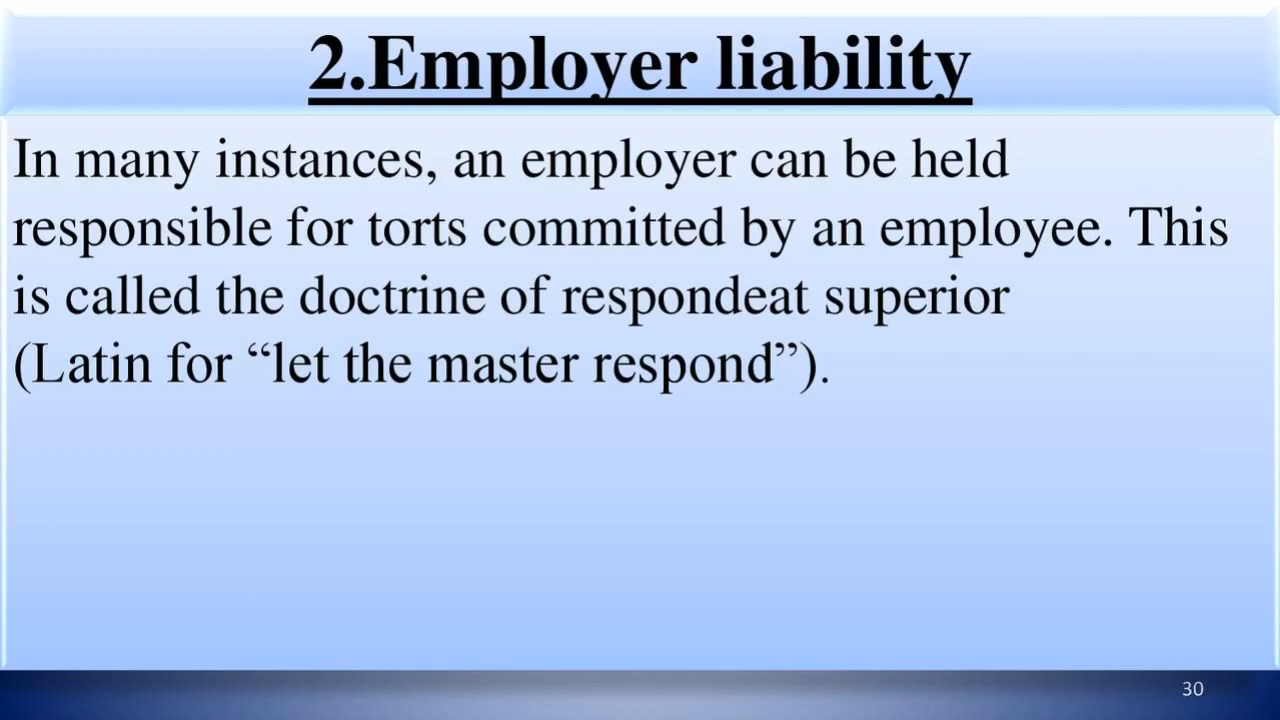 2.Employer liability
In many instances, an employer can be held
responsible for torts committed by an employee. This
is called the doctrine of respondeat superior
(Latin for “let the master respond”).
30